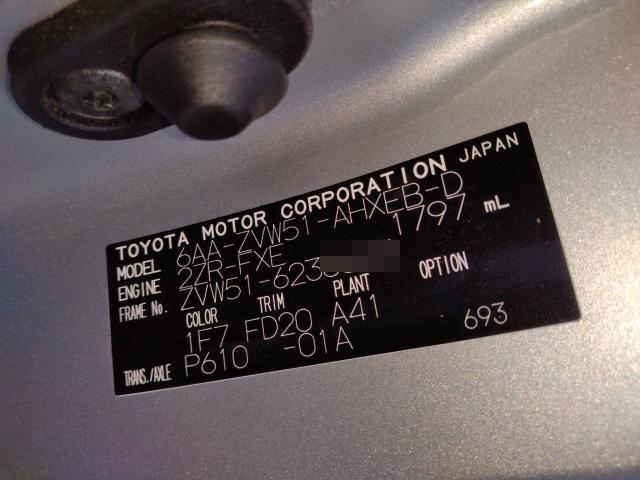 TOYOTA MOTOR CORPORATION JAPAN
MODEL 6AA-ZVW51-AHXEB-D
ENGINE 2ZR-FXE 1797 mL
FRAME No. ZVW51-623
COLOR TRIM PLANT OPTION
1F7 FD20 A41
TRANS./AXLE P610 -01A 693